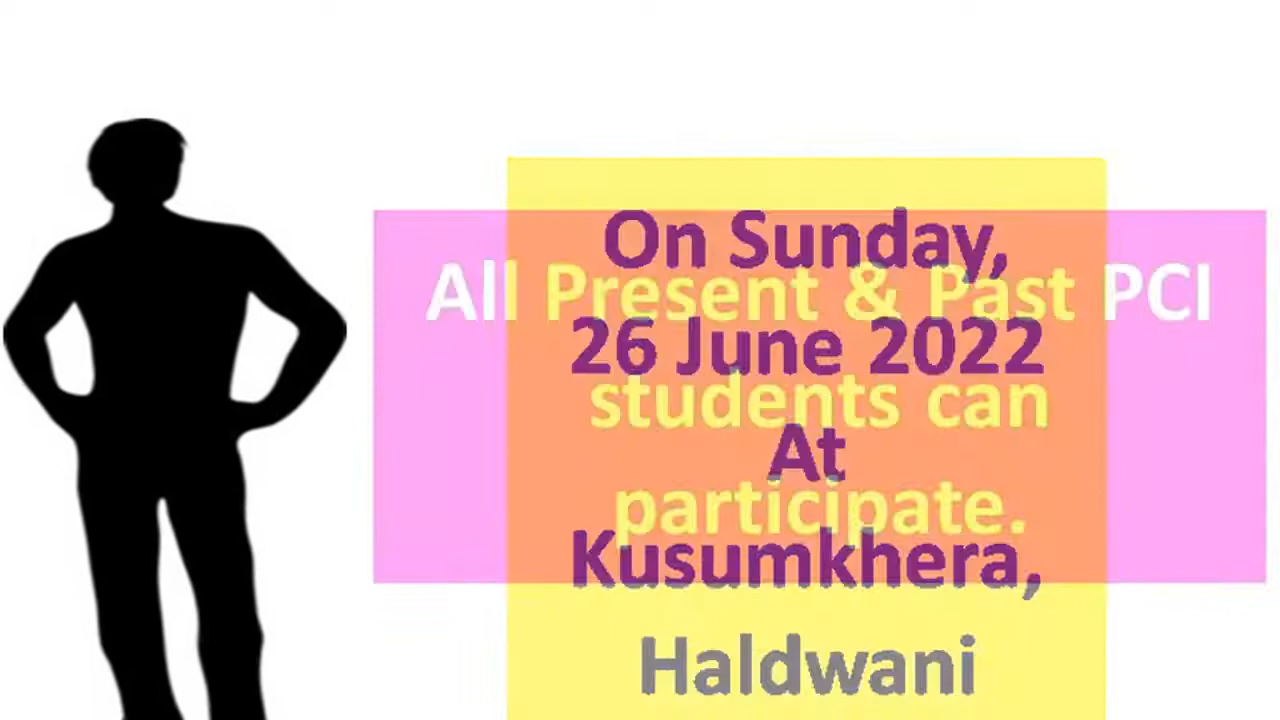 On Sunday,
All Present & Past PCI
26 June 2022
students can
At
participate.
Kusumkhera,
Haldwani